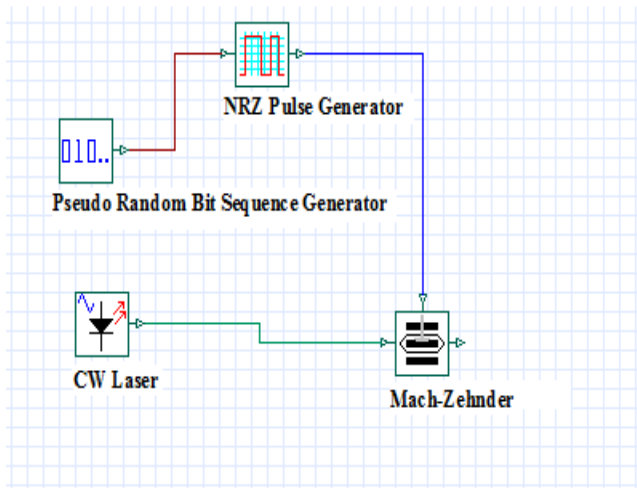 NRZ Pulse Generator
010..
Pseudo Random Bit Sequence Generator
CW Laser
Mach-Zehnder